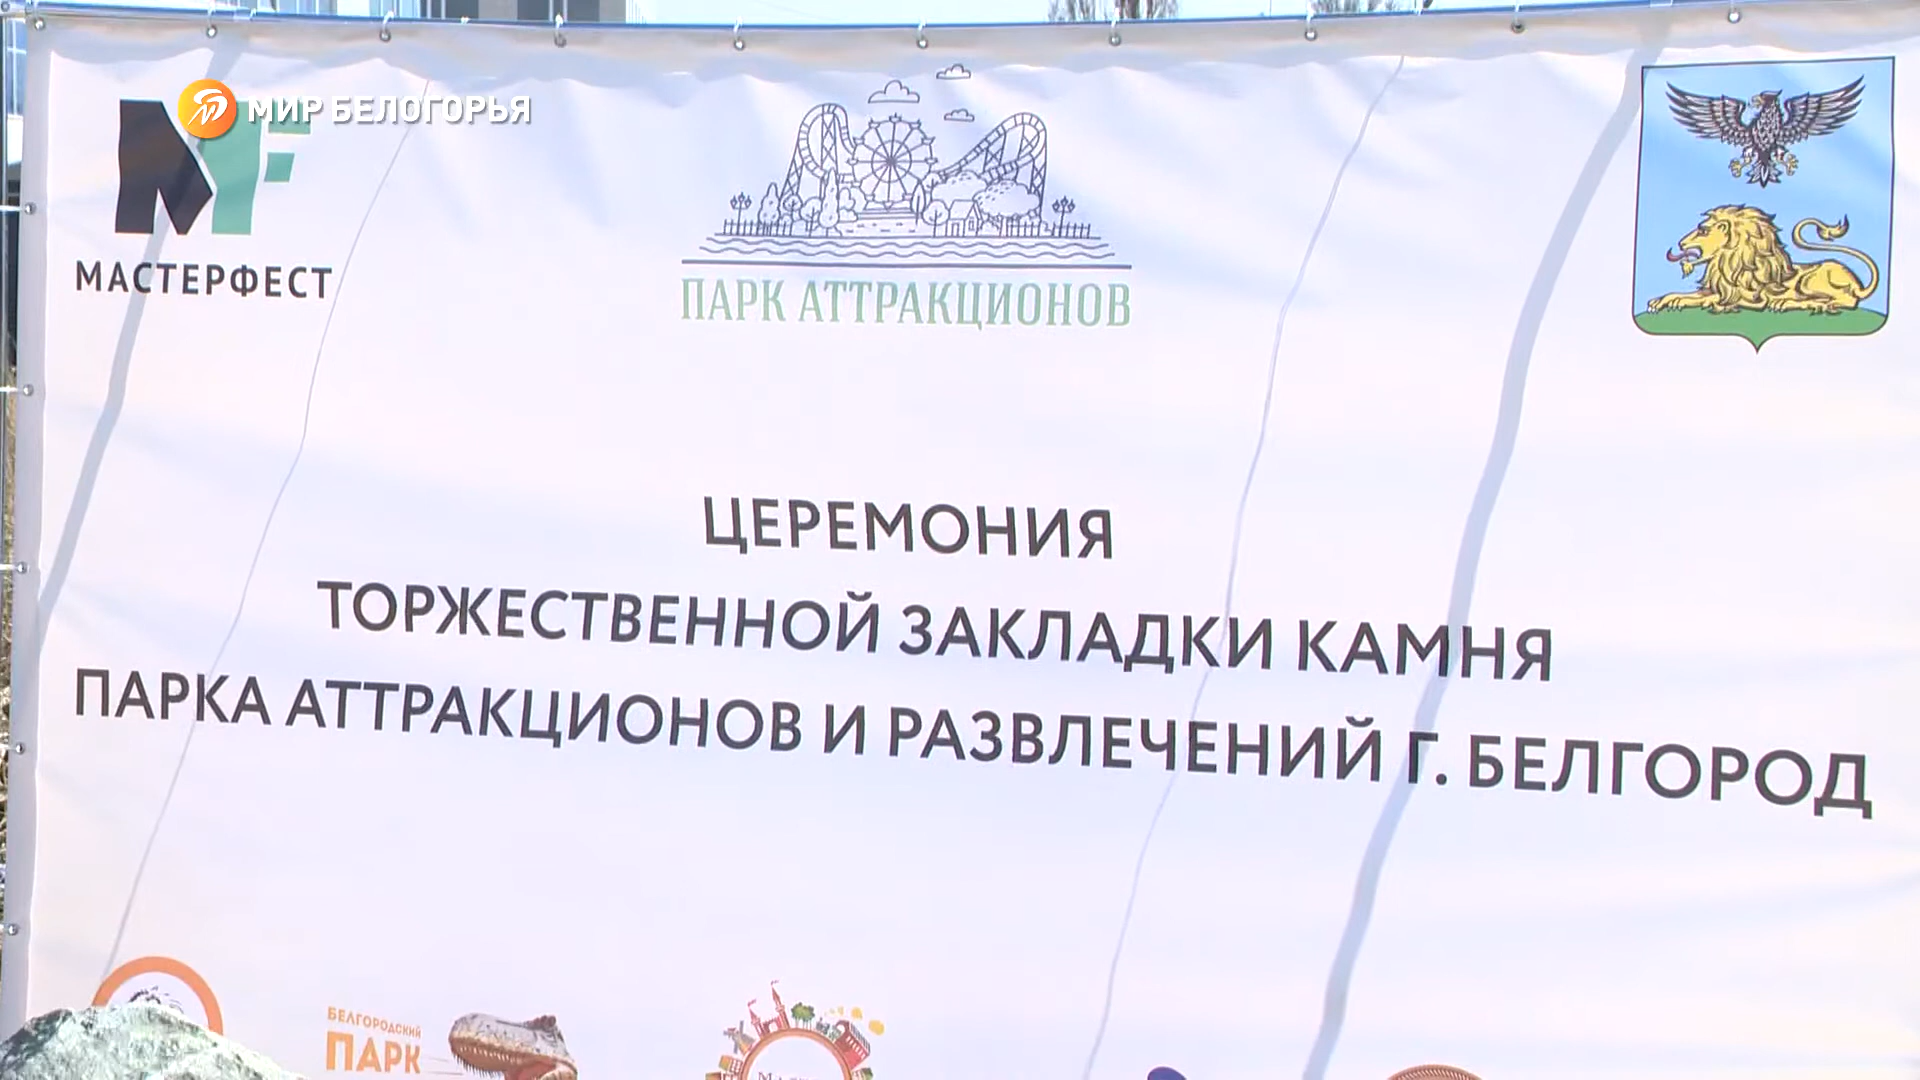 МИР БЕЛОГОРЬЯ
МАСТЕРФЕСТ
ПАРК АТТРАКЦИОНОВ
ЦЕРЕМОНИЯ
ТОРЖЕСТВЕННОЙ ЗАКЛАДКИ КАМНЯ
ПАРКА АТТРАКЦИОНОВ И РАЗВЛЕЧЕНИЙ Г. БЕЛГОРОД
БЕЛГОРОДСКИЙ
ПАРК